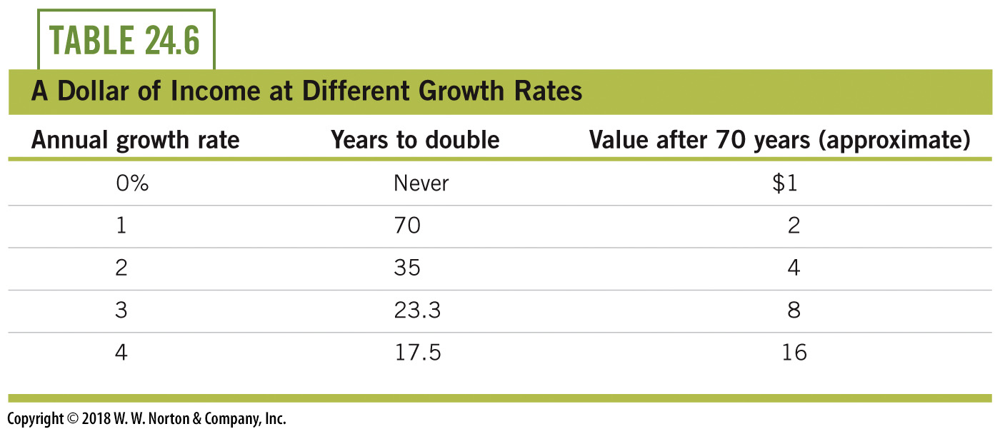 TABLE 24.6
A Dollar of Income at Different Growth Rates
Annual growth rate Years to double Value after 70 years (approximate)
0% Never $1
1 70 2
2 35 4
3 23.3 8
4 17.5 16
Copyright © 2018 W. W. Norton & Company, Inc.